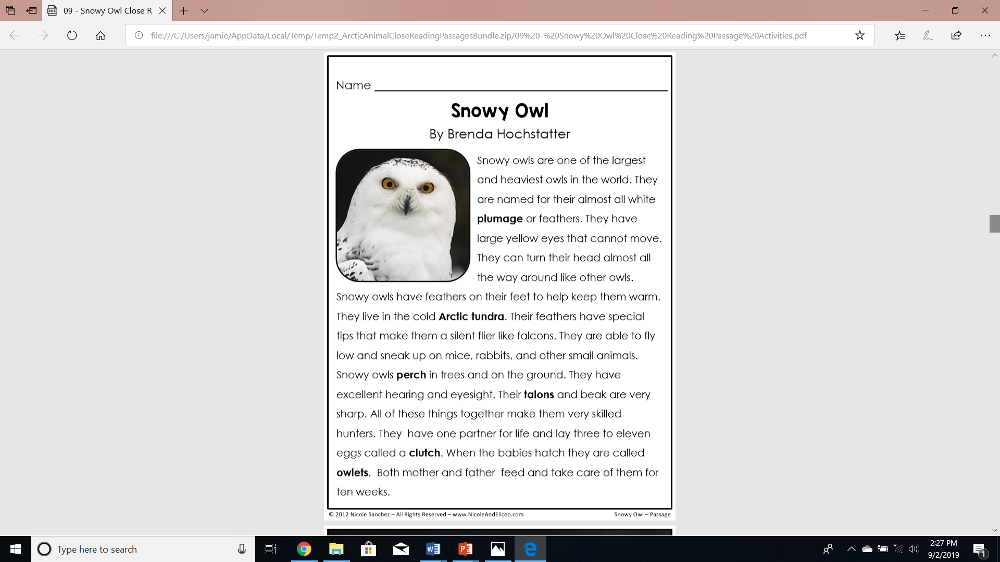 09 - Snowy Owl Close R
file:///C:/Users/jamie/AppData/Local/Temp/Temp2_ArcticAnimalCloseReadingPassagesBundle.zip/09%20-%20Snowy%20Owl%20Close%20Reading%20Passage%20Activities.pdf
Name
Snowy Owl
By Brenda Hochstatter
Snowy owls are one of the largest
and heaviest owls in the world. They
are named for their almost all white
plumage or feathers. They have
large yellow eyes that cannot move.
They can turn their head almost all
the way around like other owls.
Snowy owls have feathers on their feet to help keep them warm.
They live in the cold Arctic tundra. Their feathers have special
tips that make them a silent flier like falcons. They are able to fly
low and sneak up on mice, rabbits, and other small animals.
Snowy owls perch in trees and on the ground. They have
excellent hearing and eyesight. Their talons and beak are very
sharp. All of these things together make them very skilled
hunters. They have one partner for life and lay three to eleven
eggs called a clutch. When the babies hatch they are called
owlets. Both mother and father feed and take care of them for
ten weeks.
© 2012 Nicole Sanchez – All Rights Reserved – www.NicoleAndEliceo.com
Snowy Owl – Passage
Type here to search
2:27 PM
9/2/2019
1